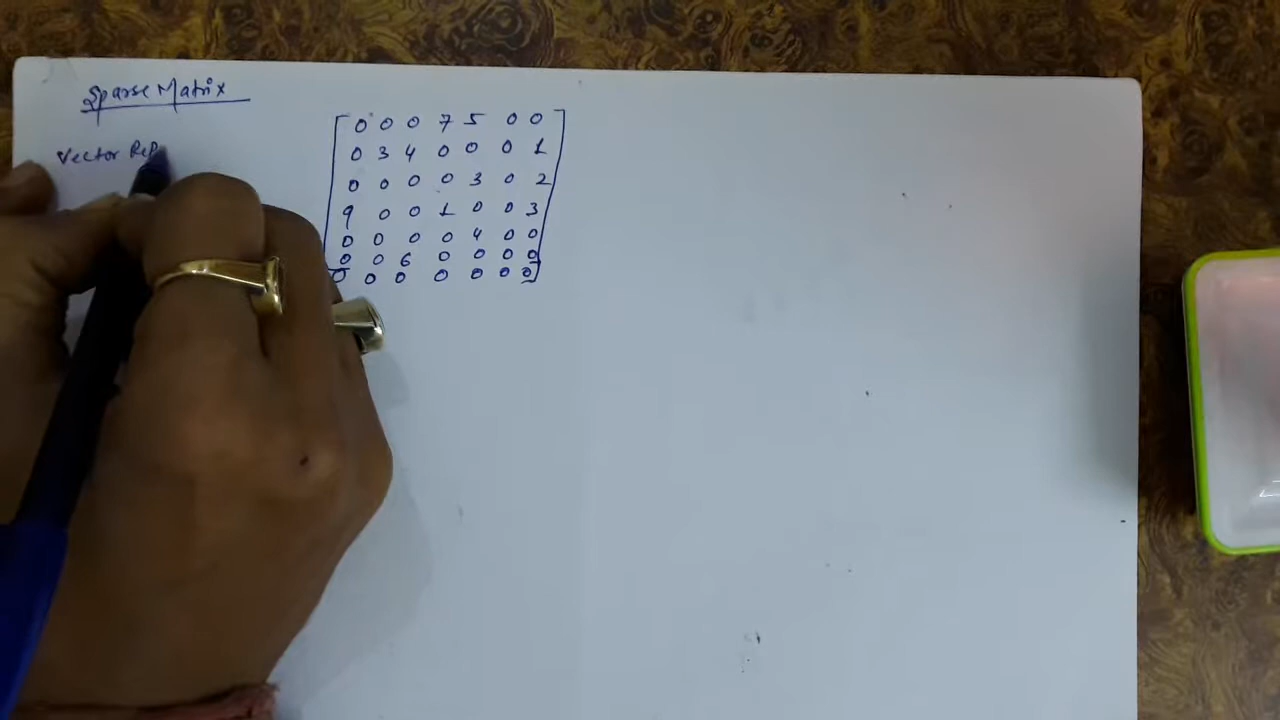 Sparse Matrix
Vector Rep
0 0 0 7 5 0 0
0 3 4 0 0 0 1
0 0 0 0 3 0 2
9 0 0 1 0 0 3
0 0 0 0 4 0 0
0 0 6 0 0 0 0
0 0 0 0 0 0 0